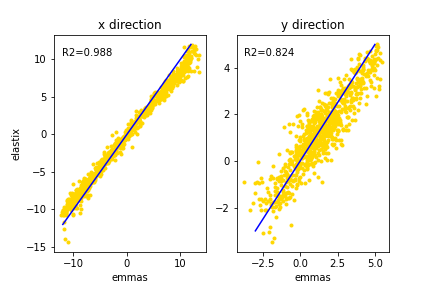 x direction
y direction
R2=0.988
R2=0.824
elastix
10
5
0
−5
−10
−15
4
2
0
−2
−10
0
10
−2.5
0.0
2.5
5.0
emmas
emmas